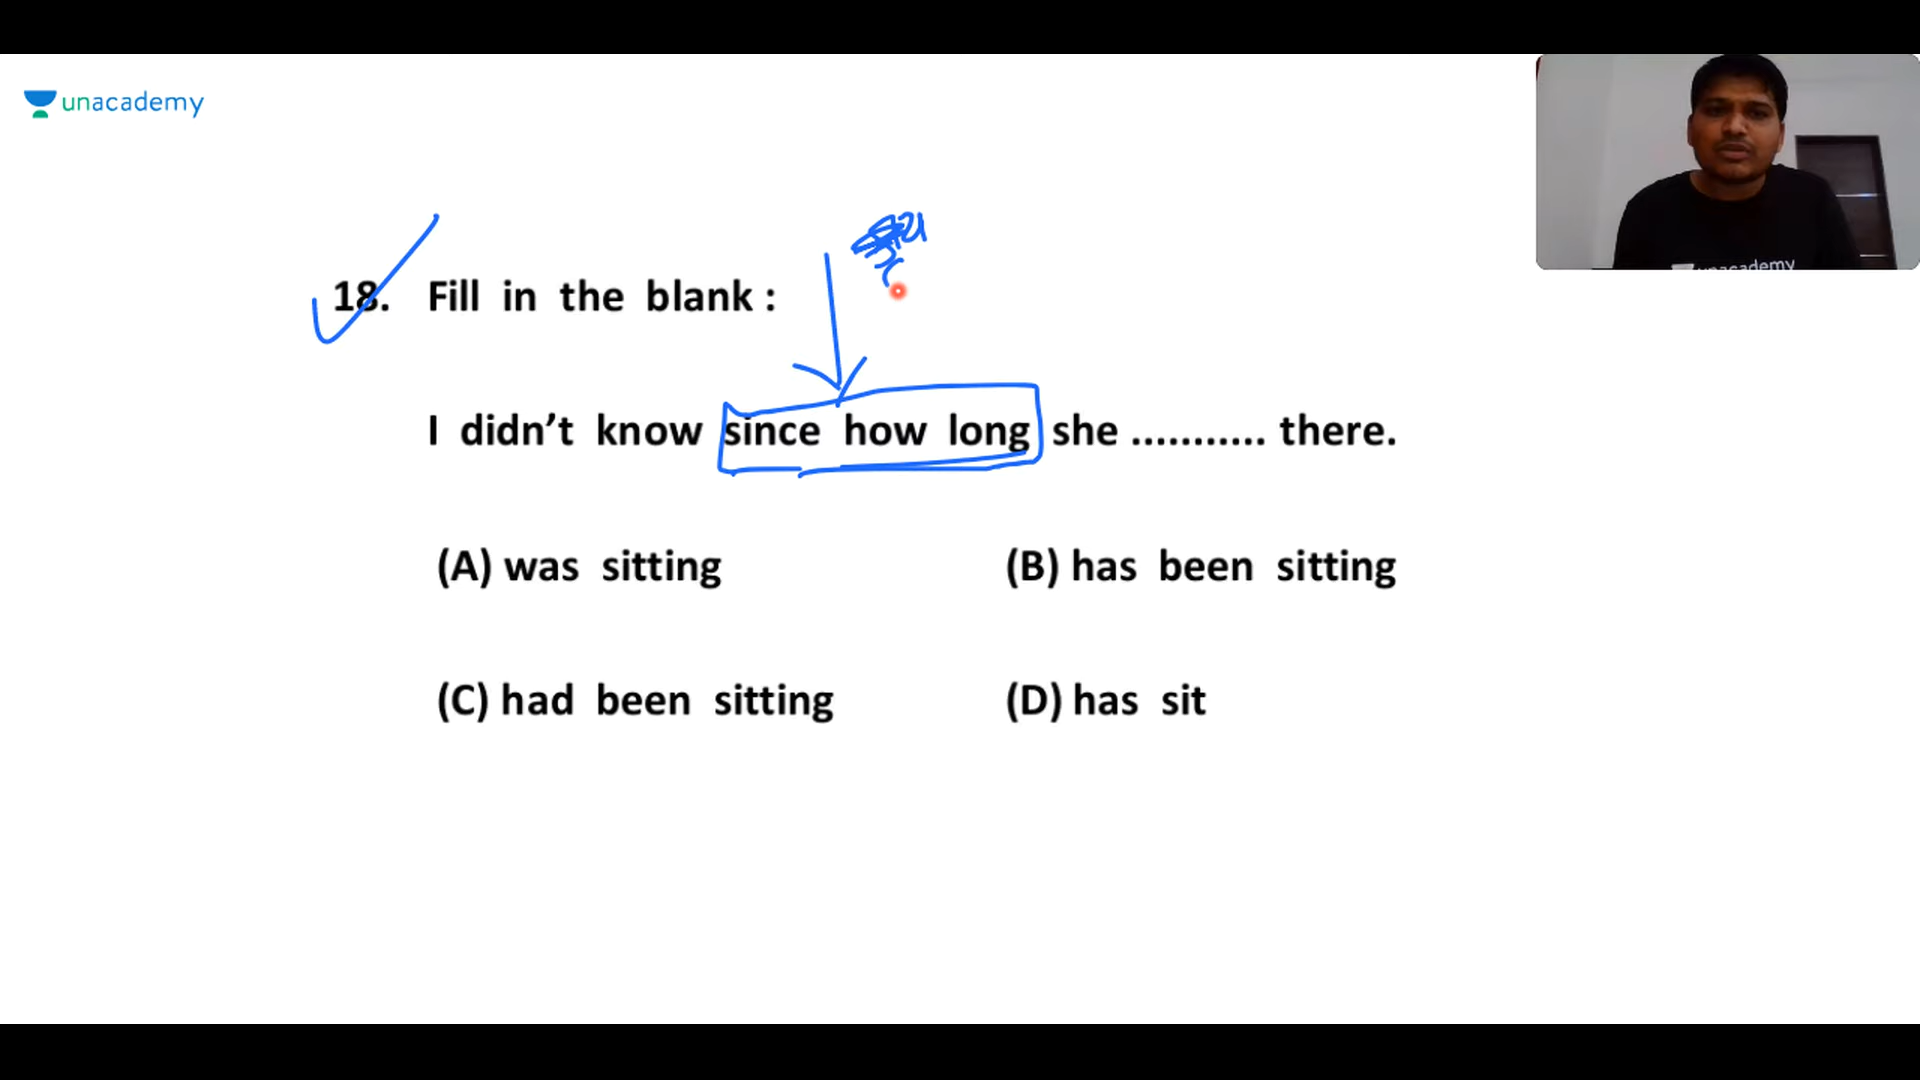 unacademy
18. Fill in the blank :
I didn't know since how long she ........... there.
(A) was sitting (B) has been sitting
(C) had been sitting (D) has sit
unacademy